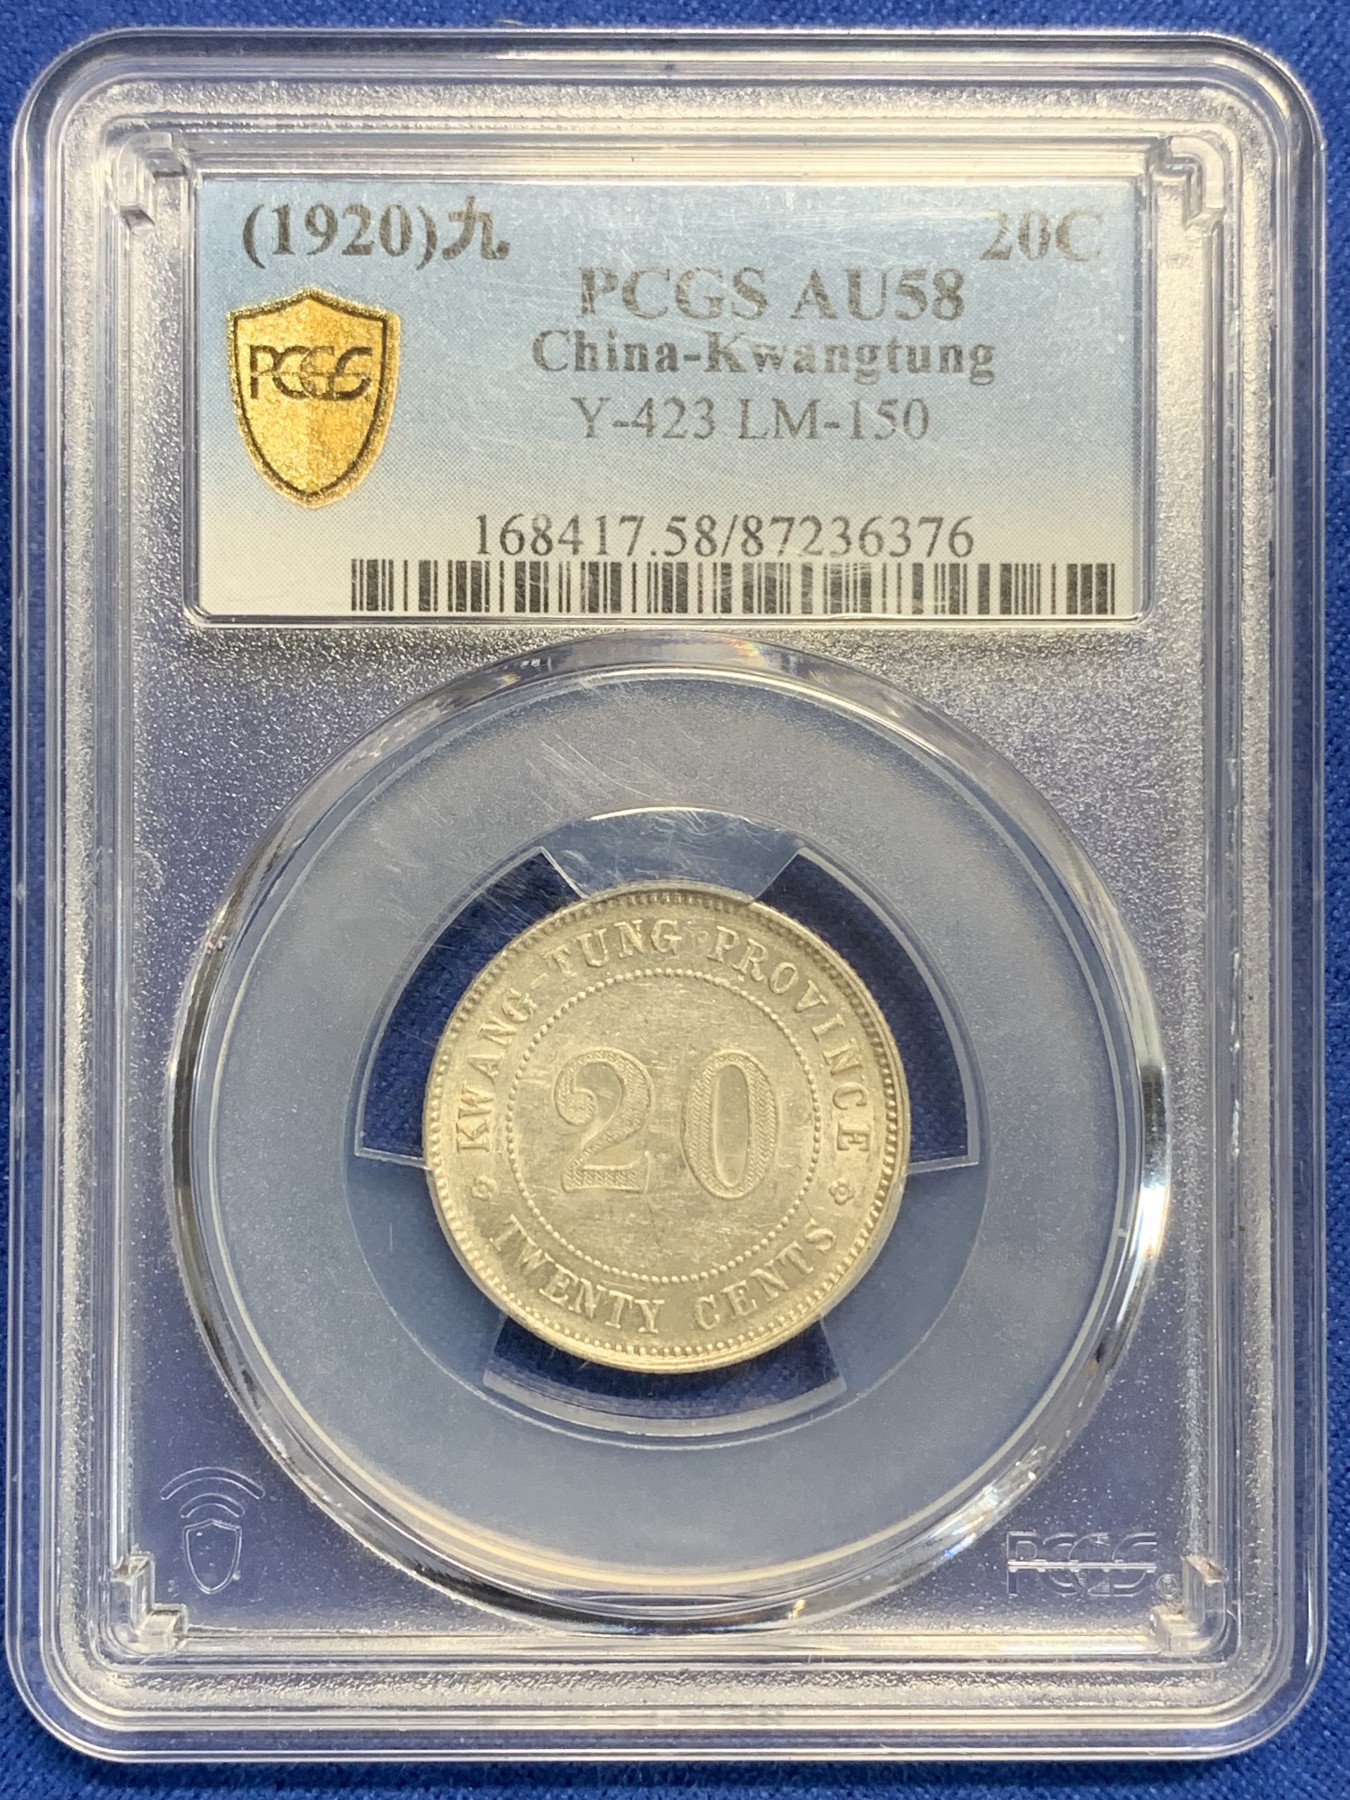 (1920)九 20C
PCGS AU58
China-Kwangtung
Y-423 LM-150
PCGS
168417.58/87236376
KWANG-TUNG PROVINCE
20
TWENTY CENTS
PCGS